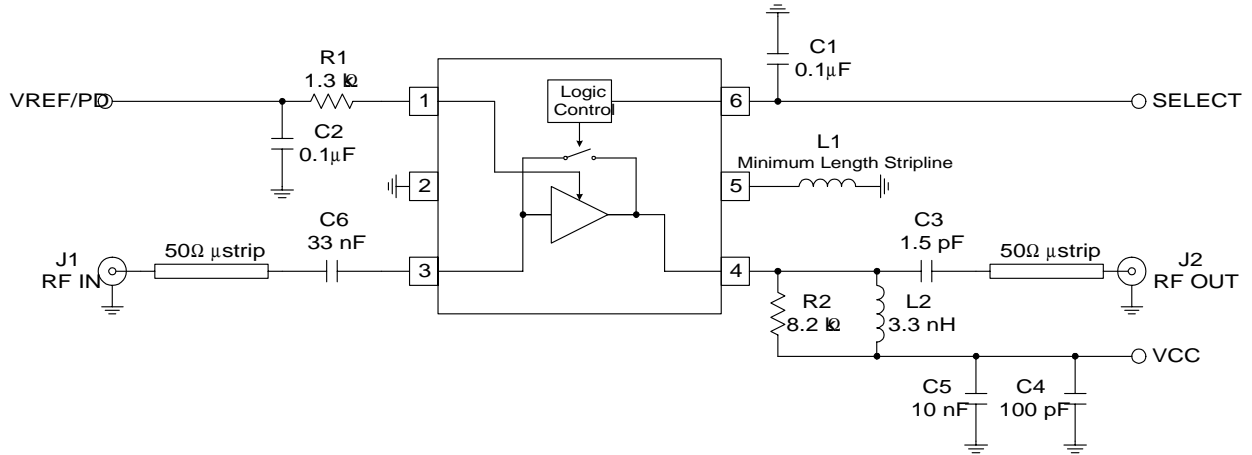 C1
0.1μF
R1
1.3 kΩ
VREF/PD
1
Logic
Control
6
SELECT
C2
0.1μF
L1
Minimum Length Stripline
2
5
C6
33 nF
C3
1.5 pF
J1
RF IN
50Ω μstrip
3
4
50Ω μstrip
J2
RF OUT
R2
8.2 kΩ
L2
3.3 nH
VCC
C5
10 nF
C4
100 pF